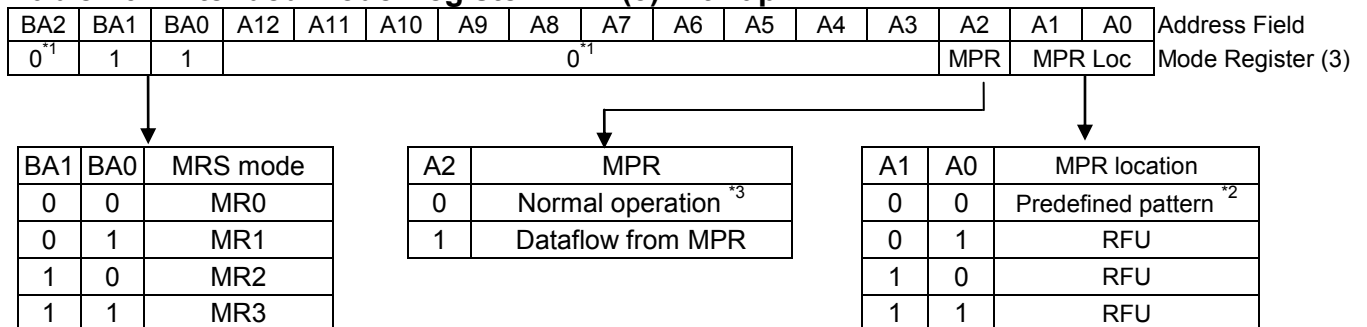 BA2 BA1 BA0 A12 A11 A10 A9 A8 A7 A6 A5 A4 A3 A2 A1 A0 Address Field
0*1 1 1 0*1 MPR MPR Loc Mode Register (3)
BA1 BA0 MRS mode
0 0 MR0
0 1 MR1
1 0 MR2
1 1 MR3
A2 MPR
0 Normal operation *3
1 Dataflow from MPR
A1 A0 MPR location
0 0 Predefined pattern *2
0 1 RFU
1 0 RFU
1 1 RFU